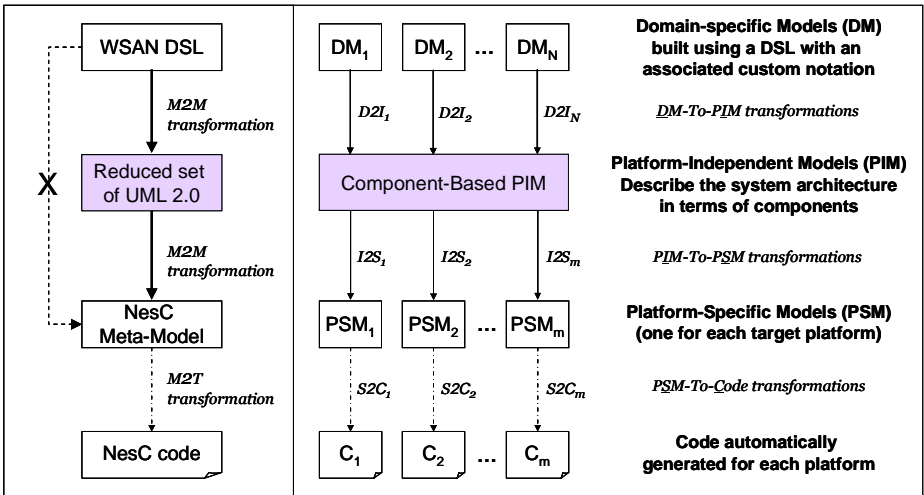 WSAN DSL
M2M
transformation
X
Reduced set
of UML 2.0
M2M
transformation
NesC
Meta-Model
M2T
transformation
NesC code
DM1 DM2 ... DMN
D2I1 D2I2 D2IN
Component-Based PIM
I2S1 I2S2 I2Sm
PSM1 PSM2 ... PSMm
S2C1 S2C2 S2Cm
C1 C2 ... Cm
Domain-specific Models (DM)
built using a DSL with an
associated custom notation
DM-To-PIM transformations
Platform-Independent Models (PIM)
Describe the system architecture
in terms of components
PIM-To-PSM transformations
Platform-Specific Models (PSM)
(one for each target platform)
PSM-To-Code transformations
Code automatically
generated for each platform